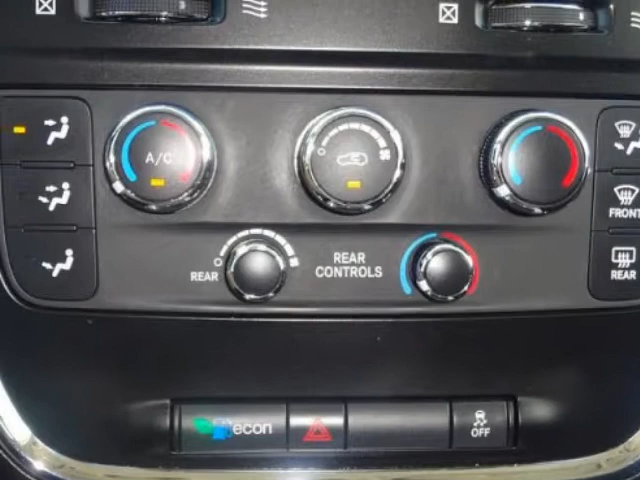 A/C
FRONT
REAR
REAR
CONTROLS
REAR
econ
OFF